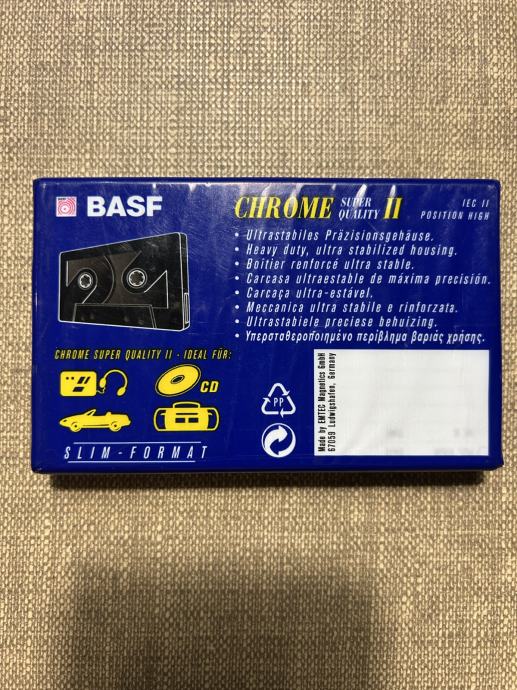 BASF
CHROME SUPER QUALITY II
IEC II
POSITION HIGH
• Ultrastabiles Präzisionsgehäuse.
• Heavy duty, ultra stabilized housing.
• Boîtier renforcé ultra stable.
• Carcasa ultraestable de máxima precisión.
• Carcaça ultra-estável.
• Meccanica ultra stabile e rinforzata.
• Ultrastabiele preciese behuizing.
• Υπερσταθεροποιημένο περίβλημα βαριάς χρήσης.
CHROME SUPER QUALITY II - IDEAL FÜR:
CD
SLIM-FORMAT
PP
Made by EMTEC Magnetics GmbH
67059 Ludwigshafen, Germany